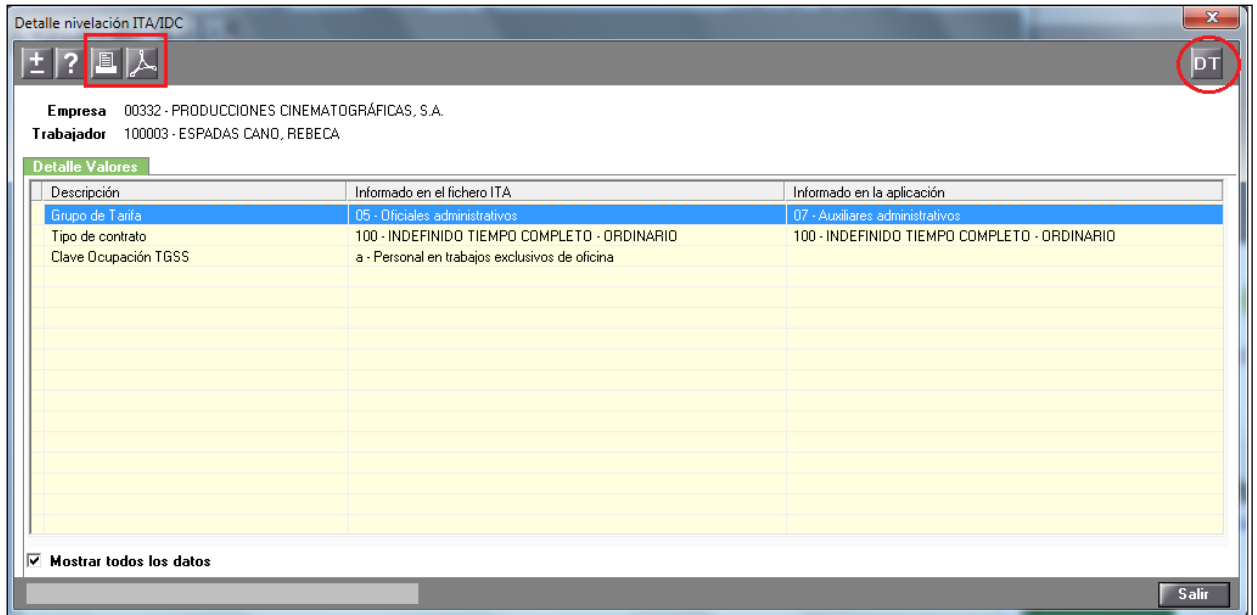 Detalle nivelación ITA/IDC
x
± ? DT
Empresa 00332 - PRODUCCIONES CINEMATOGRÁFICAS, S.A.
Trabajador 100003 - ESPADAS CANO, REBECA
Detalle Valores
Descripción Informado en el fichero ITA Informado en la aplicación
Grupo de Tarifa 05 - Oficiales administrativos 07 - Auxiliares administrativos
Tipo de contrato 100 - INDEFINIDO TIEMPO COMPLETO - ORDINARIO 100 - INDEFINIDO TIEMPO COMPLETO - ORDINARIO
Clave Ocupación TGSS a - Personal en trabajos exclusivos de oficina
Mostrar todos los datos
Salir